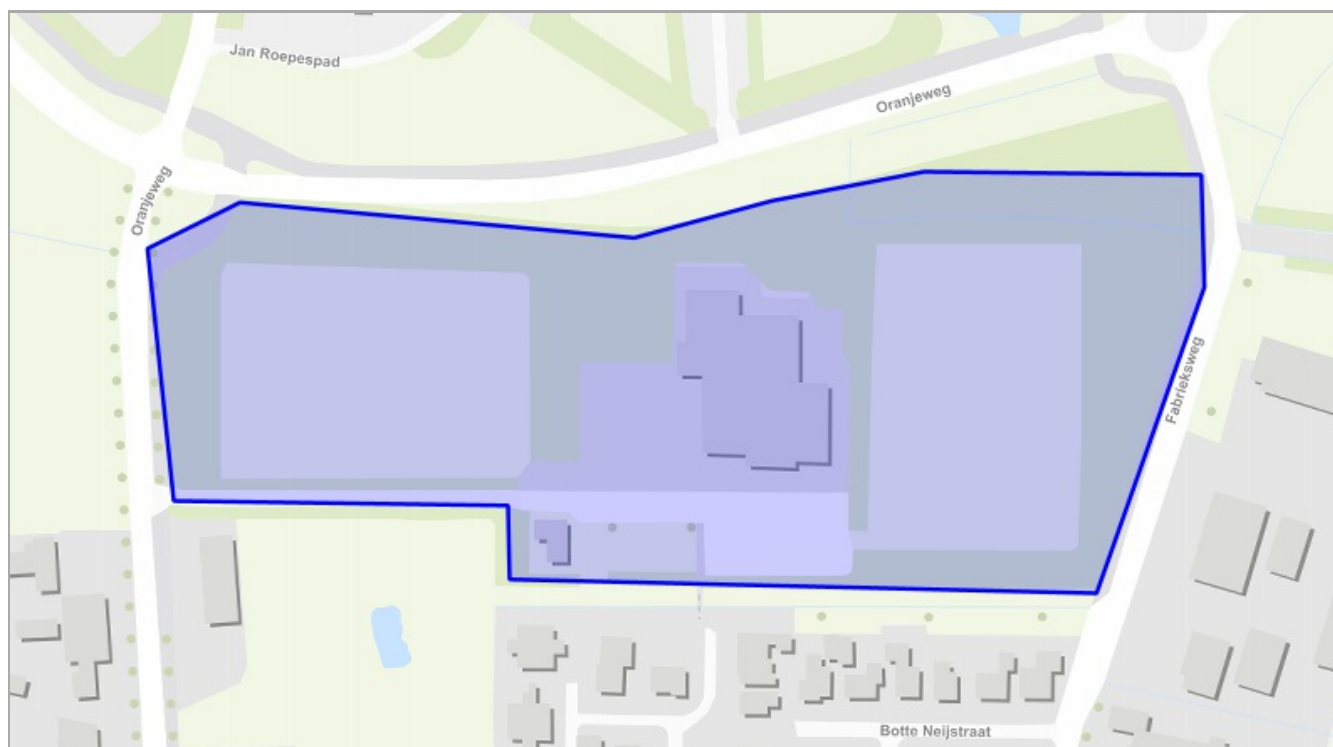 Jan Roepespad
Oranjeweg
Oranjeweg
Fabrieksweg
Botte Neijstraat